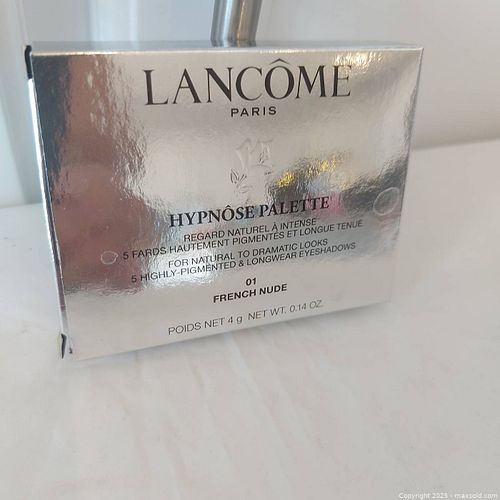 LANCÔME
PARIS
HYPNÔSE PALETTE
REGARD NATUREL À INTENSE
5 FARDS HAUTEMENT PIGMENTÉS ET LONGUE TENUE
FOR NATURAL TO DRAMATIC LOOKS
5 HIGHLY-PIGMENTED & LONGWEAR EYESHADOWS
01
FRENCH NUDE
POIDS NET 4 g NET WT. 0.14 OZ.
Copyright 2025 - maxsold.com